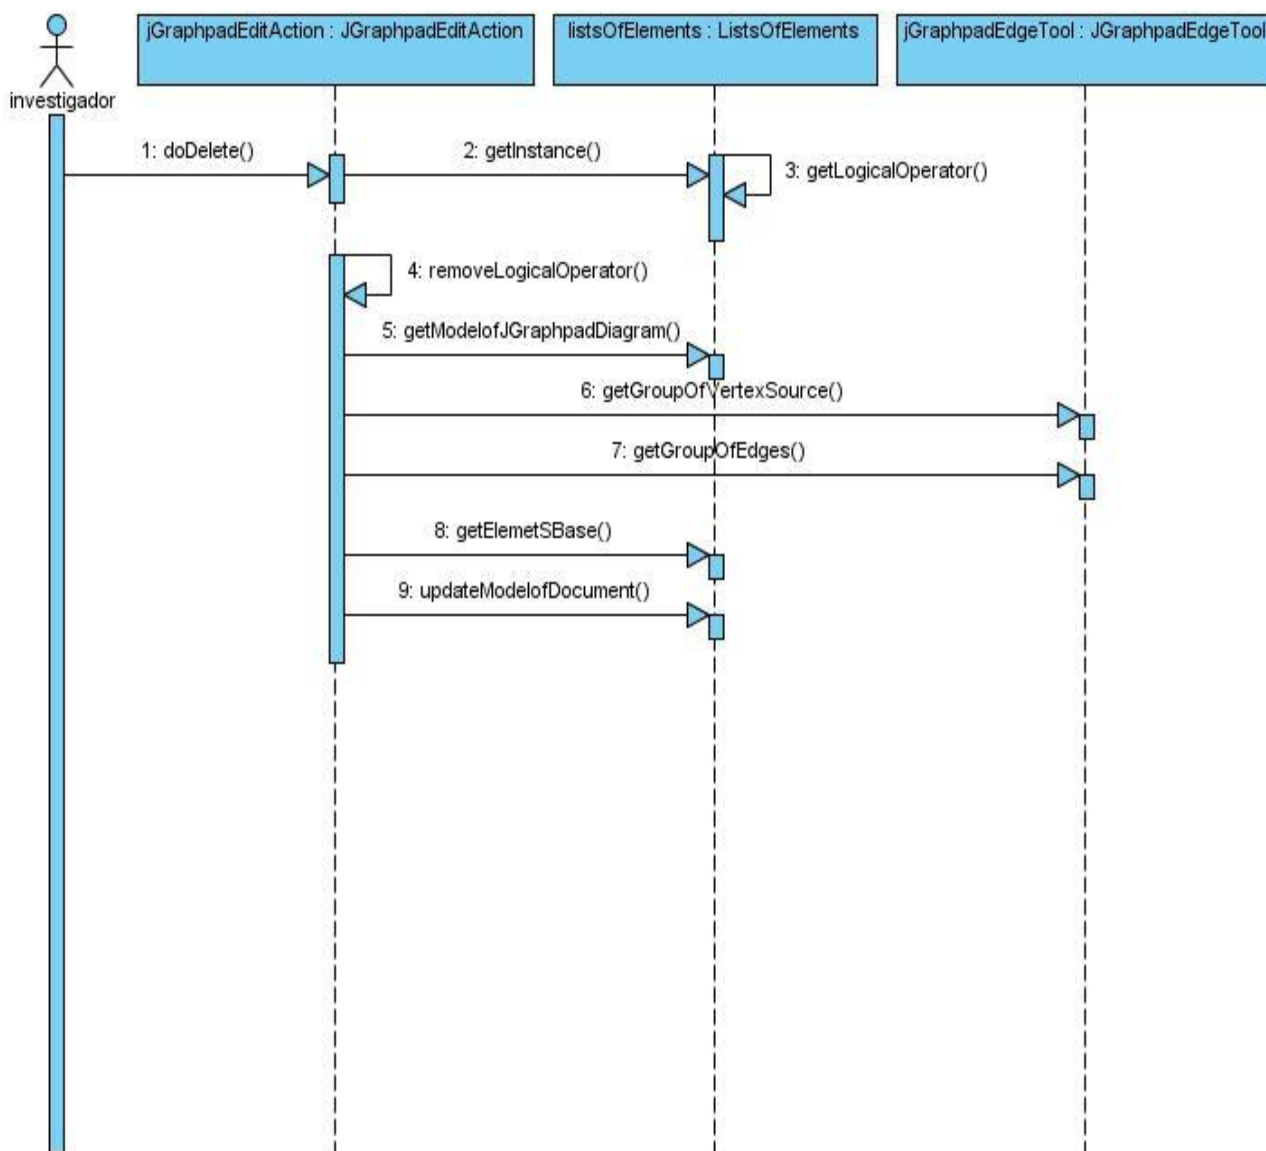 jGraphpadEditAction : JGraphpadEditAction
listsOfElements : ListsOfElements
jGraphpadEdgeTool : JGraphpadEdgeTool
investigador
1: doDelete()
2: getInstance()
3: getLogicalOperator()
4: removeLogicalOperator()
5: getModelofJGraphpadDiagram()
6: getGroupOfVertexSource()
7: getGroupOfEdges()
8: getElemetSBase()
9: updateModelofDocument()